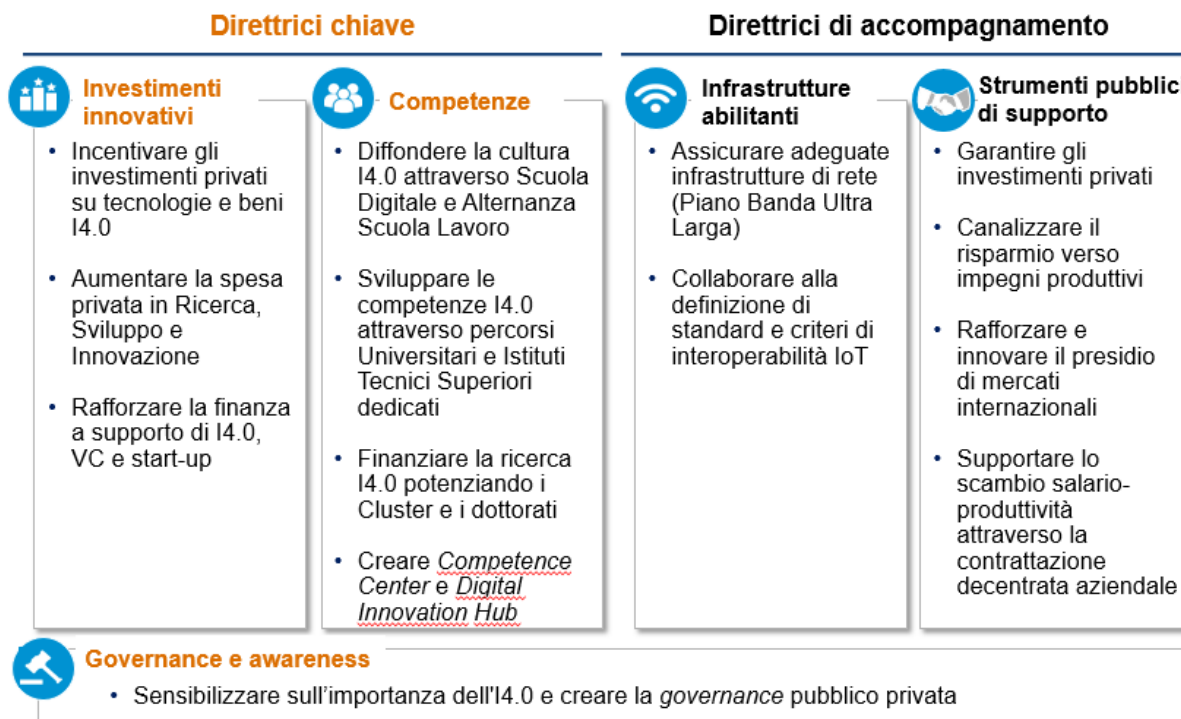 Direttrici chiave
Direttrici di accompagnamento
Investimenti
innovativi
• Incentivare gli
investimenti privati
su tecnologie e beni
I4.0
• Aumentare la spesa
privata in Ricerca,
Sviluppo e
Innovazione
• Rafforzare la finanza
a supporto di I4.0,
VC e start-up
Competenze
• Diffondere la cultura
I4.0 attraverso Scuola
Digitale e Alternanza
Scuola Lavoro
• Sviluppare le
competenze I4.0
attraverso percorsi
Universitari e Istituti
Tecnici Superiori
dedicati
• Finanziare la ricerca
I4.0 potenziando i
Cluster e i dottorati
• Creare Competence
Center e Digital
Innovation Hub
Infrastrutture
abilitanti
• Assicurare adeguate
infrastrutture di rete
(Piano Banda Ultra
Larga)
• Collaborare alla
definizione di
standard e criteri di
interoperabilità IoT
Strumenti pubblic
di supporto
• Garantire gli
investimenti privati
• Canalizzare il
risparmio verso
impegni produttivi
• Rafforzare e
innovare il presidio
di mercati
internazionali
• Supportare lo
scambio salario-
produttività
attraverso la
contrattazione
decentrata aziendale
Governance e awareness
• Sensibilizzare sull’importanza dell'I4.0 e creare la governance pubblico privata